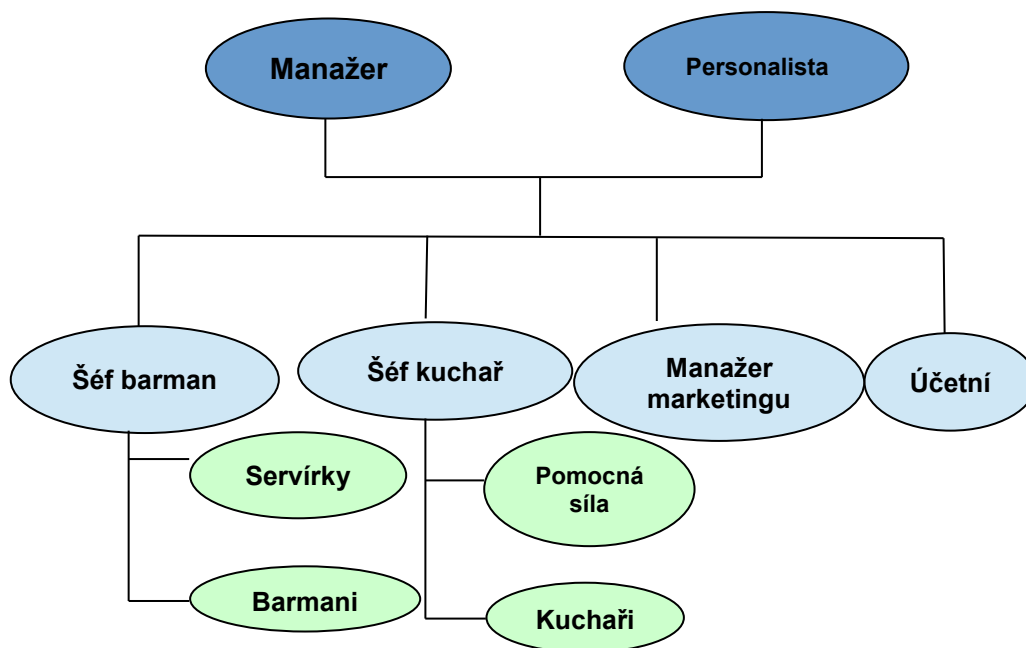 Manažer
Personalista
Šéf barman
Šéf kuchař
Manažer
marketingu
Účetní
Servírky
Pomocná
síla
Barmani
Kuchaři